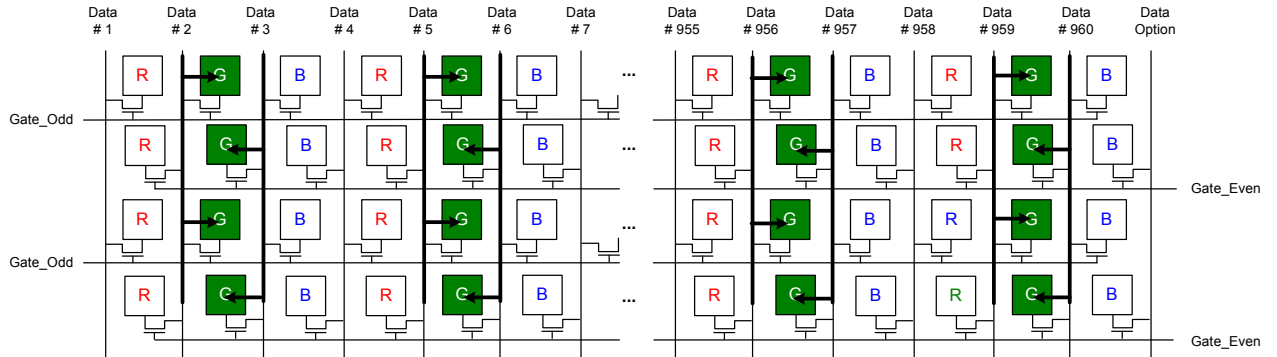 Data Data Data Data Data Data Data Data Data Data Data Data Data Data
# 1 # 2 # 3 # 4 # 5 # 6 # 7 # 955 # 956 # 957 # 958 # 959 # 960 Option
R G B R G B ... R G B R G B
Gate_Odd
R G B R G B ... R G B R G B
Gate_Even
R G B R G B ... R G B B G B
Gate_Odd
R G B R G B ... R G B R G B
Gate_Even